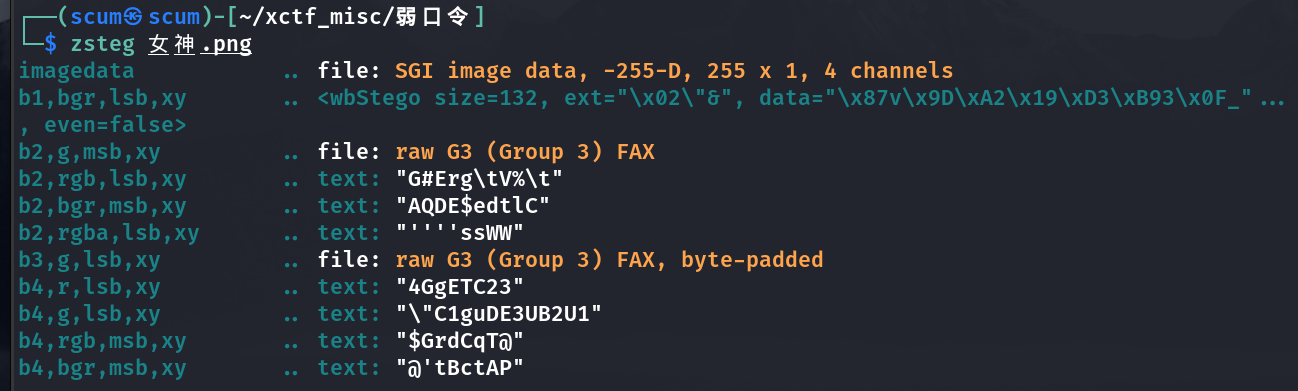 ┌──(scum㉿scum)-[~/xctf_misc/弱口令]
└─$ zsteg 女神.png
imagedata           .. file: SGI image data, -255-D, 255 x 1, 4 channels
b1,bgr,lsb,xy       .. <wbStego size=132, ext="\x02\"&", data="\x87v\x9D\xA2\x19\xD3\xB93\x0F_"...
, even=false>
b2,g,msb,xy         .. file: raw G3 (Group 3) FAX
b2,rgb,lsb,xy       .. text: "G#Erg\tV%\t"
b2,bgr,msb,xy       .. text: "AQDE$edtlC"
b2,rgba,lsb,xy      .. text: "''''ssWW"
b3,g,lsb,xy         .. file: raw G3 (Group 3) FAX, byte-padded
b4,r,lsb,xy         .. text: "4GgETC23"
b4,g,lsb,xy         .. text: "\"C1guDE3UB2U1"
b4,rgb,msb,xy       .. text: "$GrdCqT@"
b4,bgr,msb,xy       .. text: "@'tBctAP"